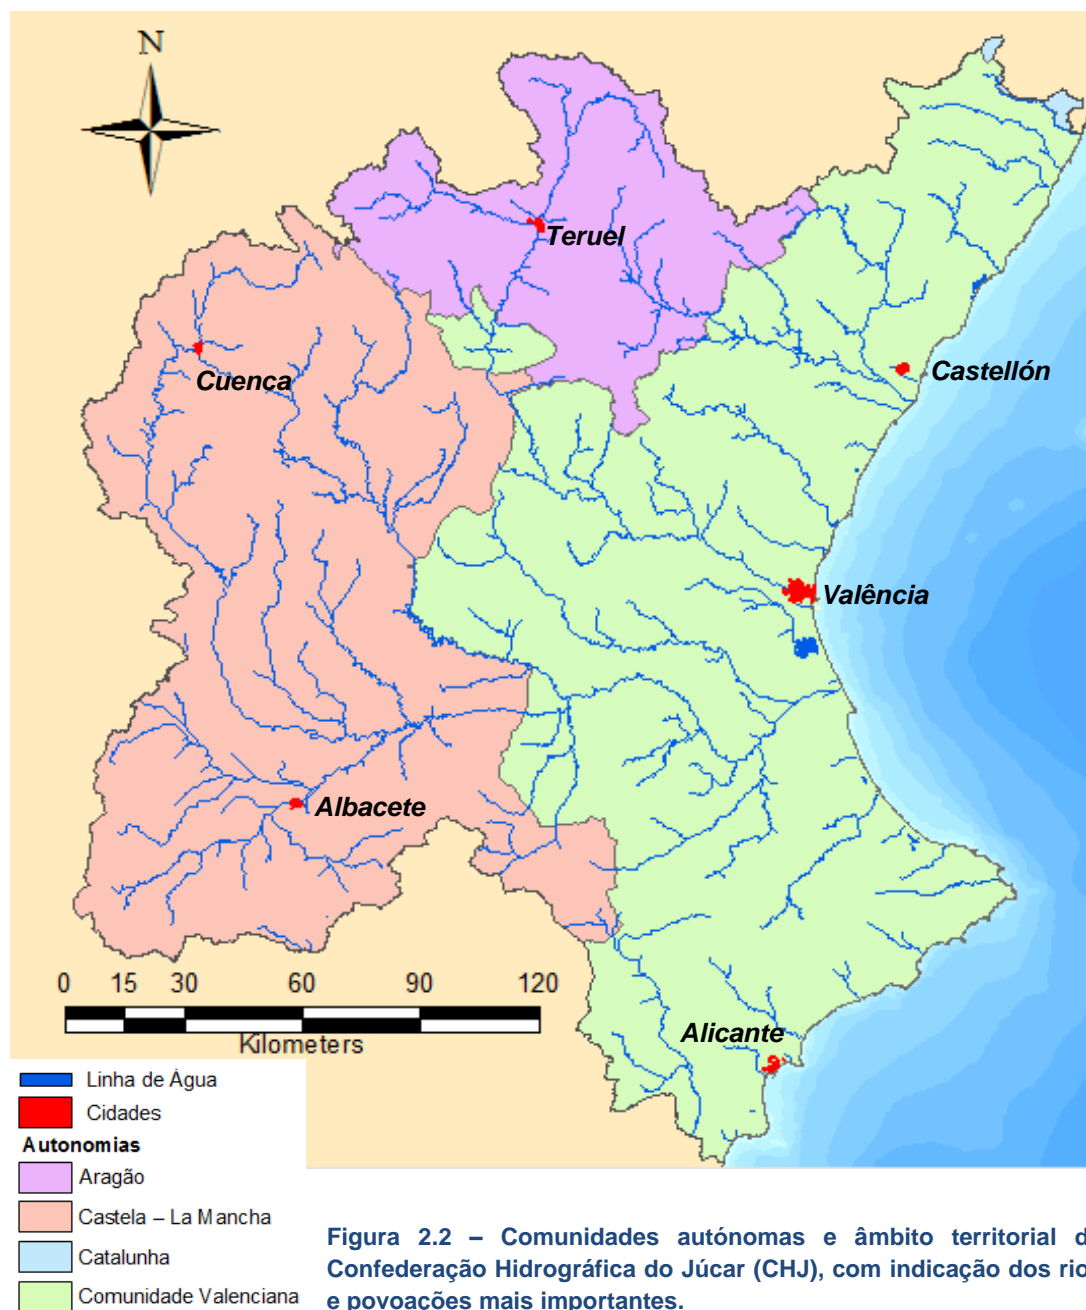 N
Teruel
Cuenca
Castellón
Valência
Albacete
0 15 30 60 90 120
Kilometers
Alicante
Linha de Água
Cidades
Autonomias
Aragão
Castela – La Mancha
Catalunha
Comunidade Valenciana
Figura 2.2 – Comunidades autónomas e âmbito territorial d
Confederação Hidrográfica do Júcar (CHJ), com indicação dos rio
e povoações mais importantes.